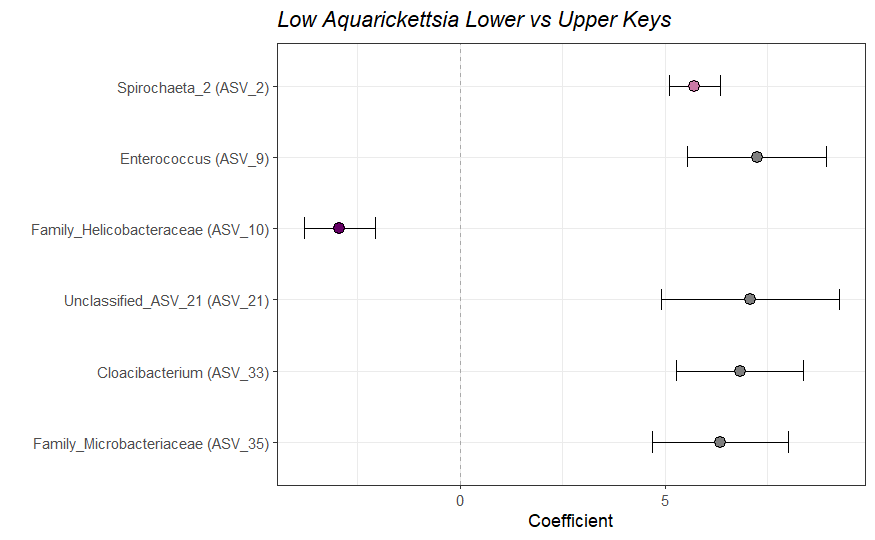 Low Aquarickettsia Lower vs Upper Keys
Spirochaeta_2 (ASV_2)
Enterococcus (ASV_9)
Family_Helicobacteraceae (ASV_10)
Unclassified_ASV_21 (ASV_21)
Cloacibacterium (ASV_33)
Family_Microbacteriaceae (ASV_35)
0 5
Coefficient